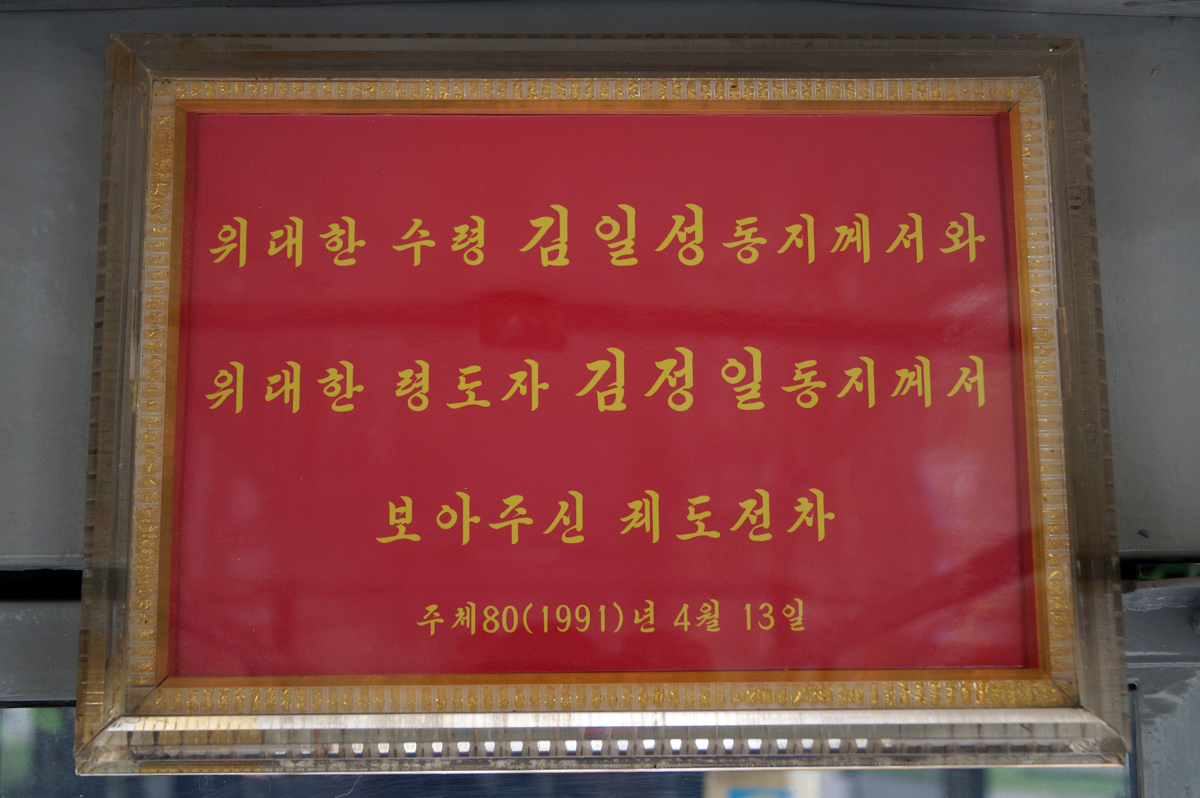 위대한 수령 김일성동지께서와
위대한 령도자 김정일동지께서
보아주신 궤도전차
주체80(1991)년 4월 13일